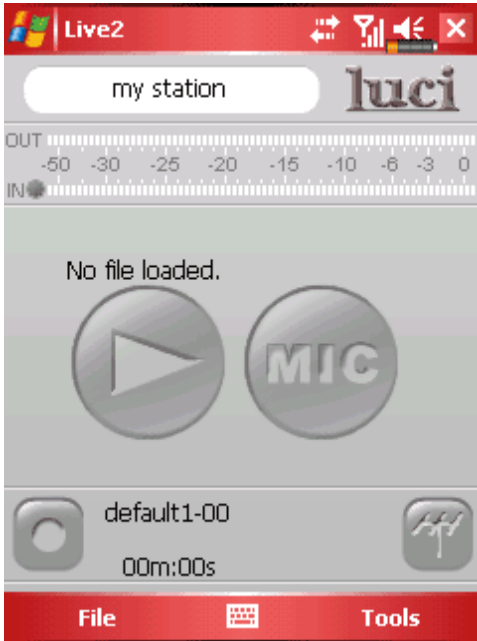 Live2
my station
luci
OUT
-50 -30 -25 -20 -15 -10 -6 -3 0
IN
No file loaded.
MIC
default1-00
00m:00s
File Tools